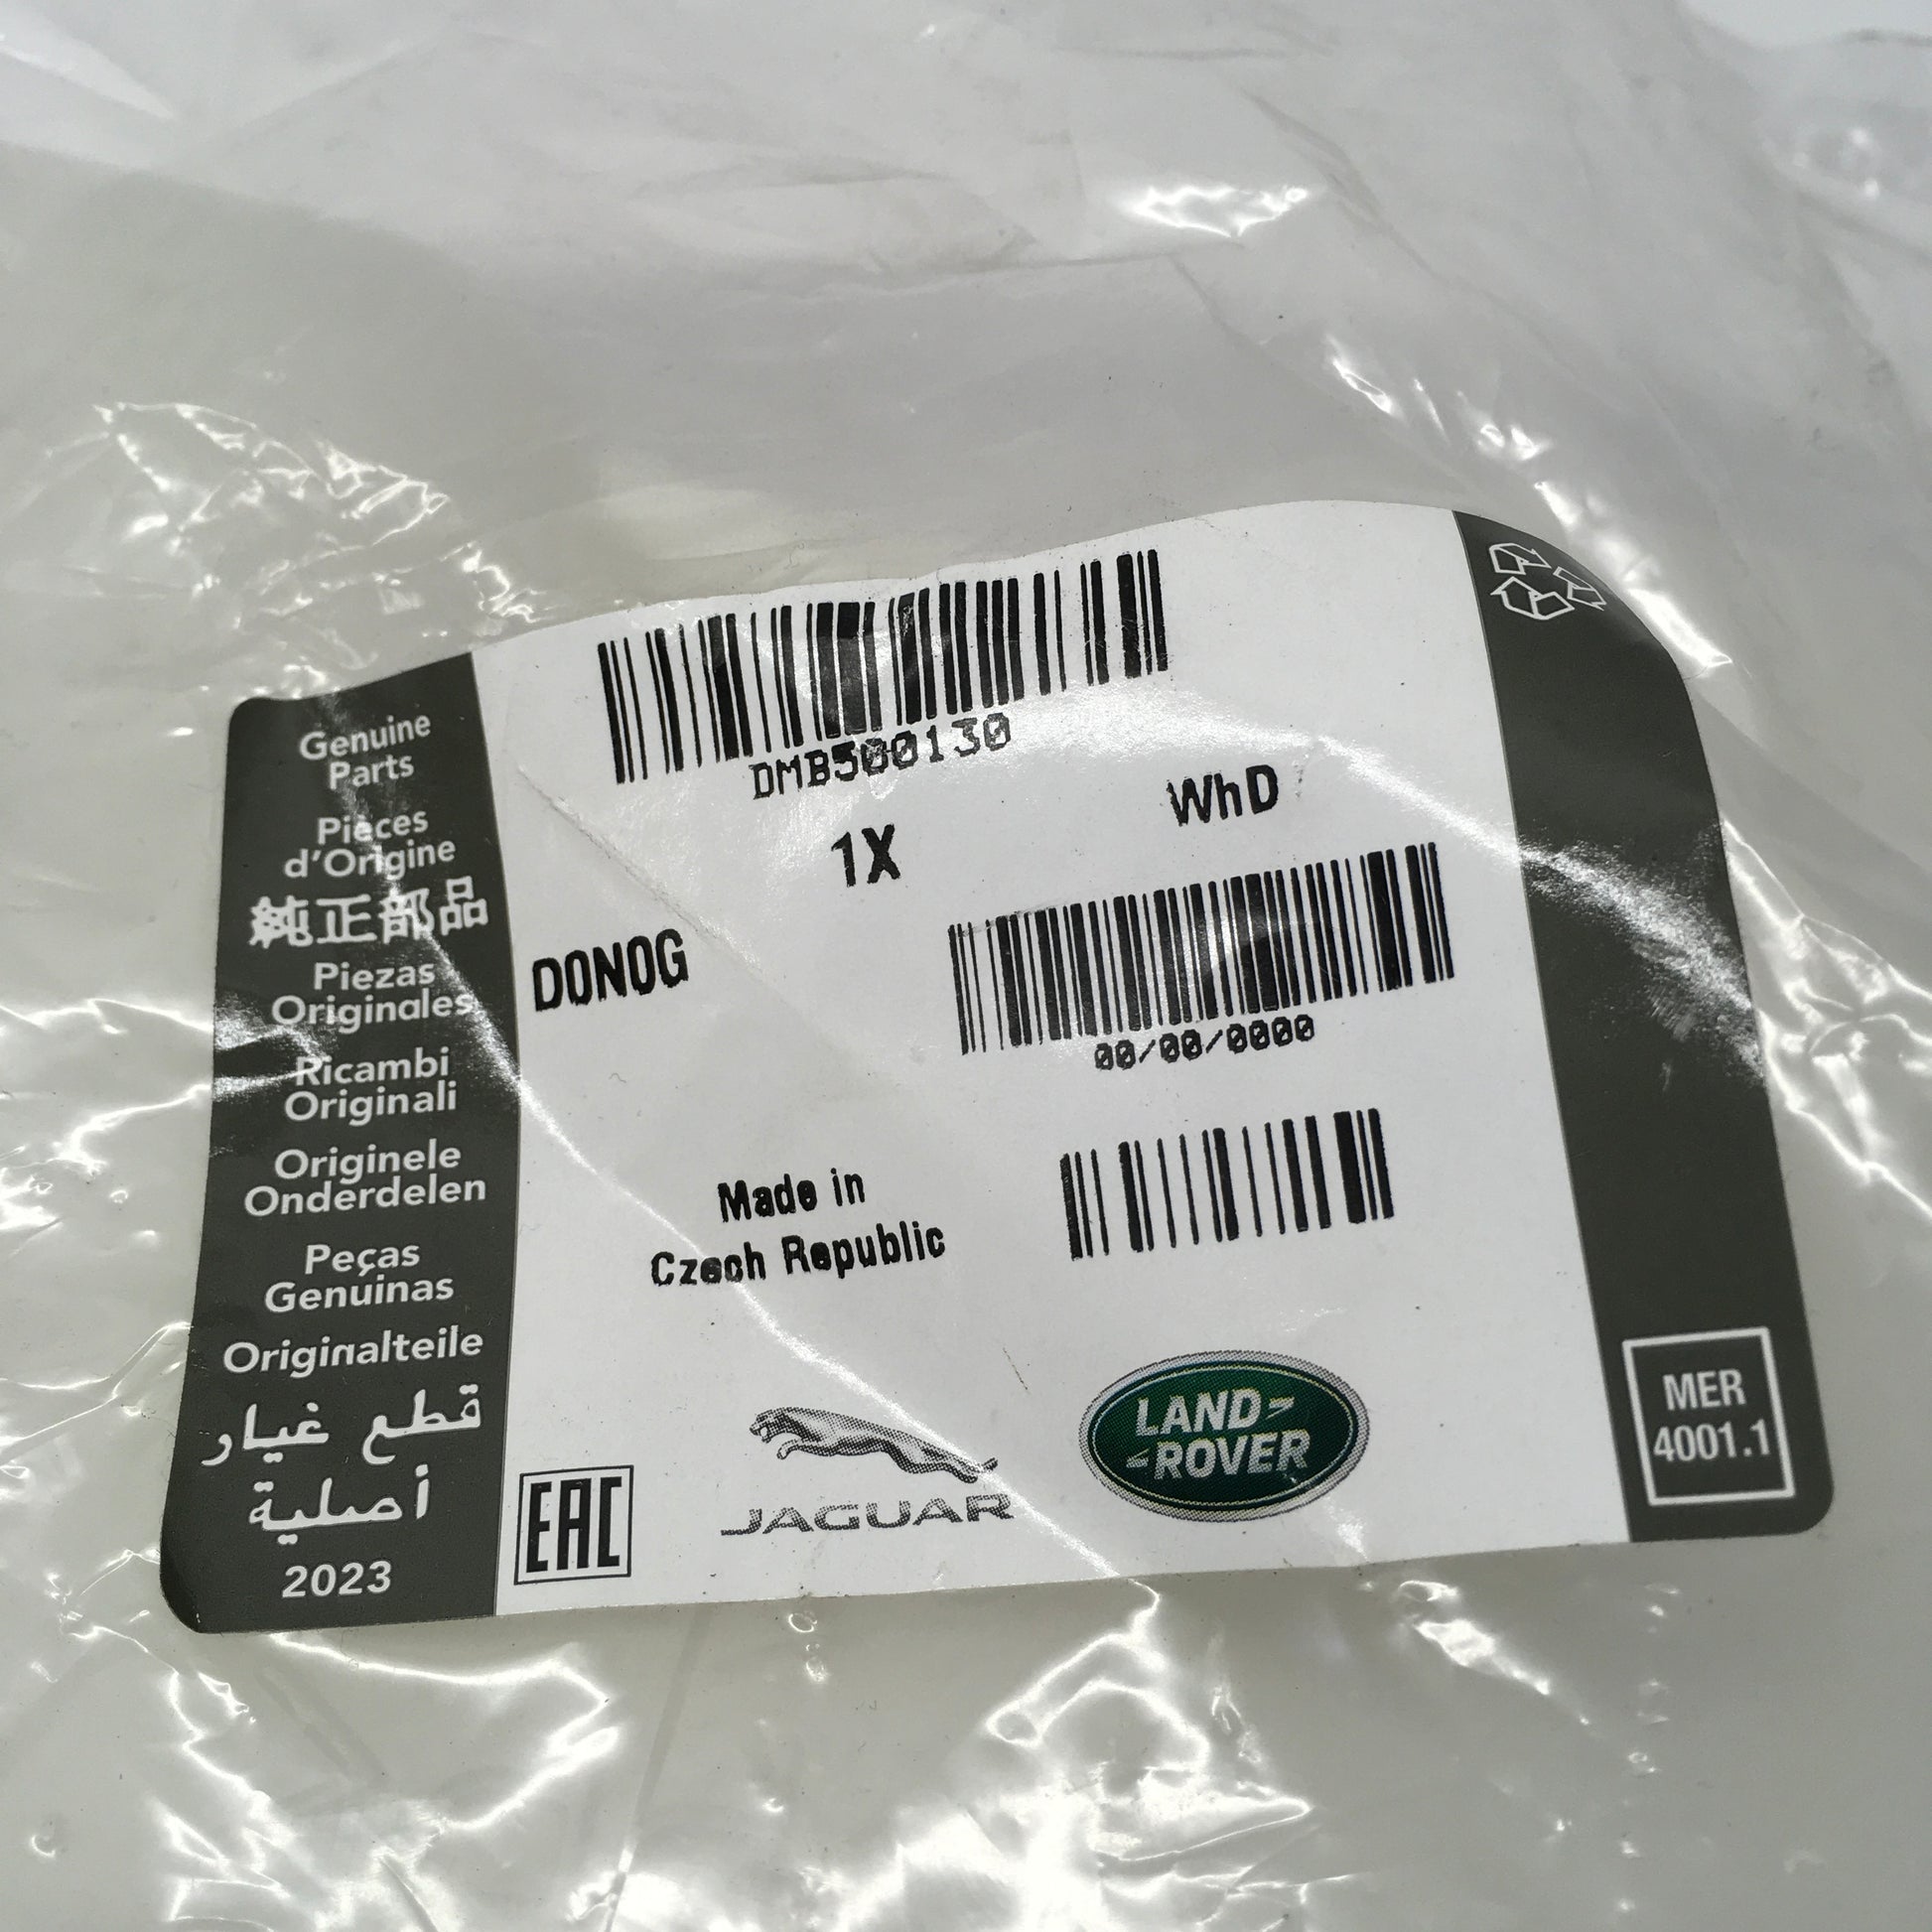 Genuine
Parts
Pièces
d'Origine
純正部品
Piezas
Originales
Ricambi
Originali
Originele
Onderdelen
Peças
Genuinas
Originalteile
قطع غيار
أصلية
2023
DMB500130
1X
WhD
DONOG
00/00/0000
Made in
Czech Republic
EAC
JAGUAR
LAND-
-ROVER
MER
4001.1